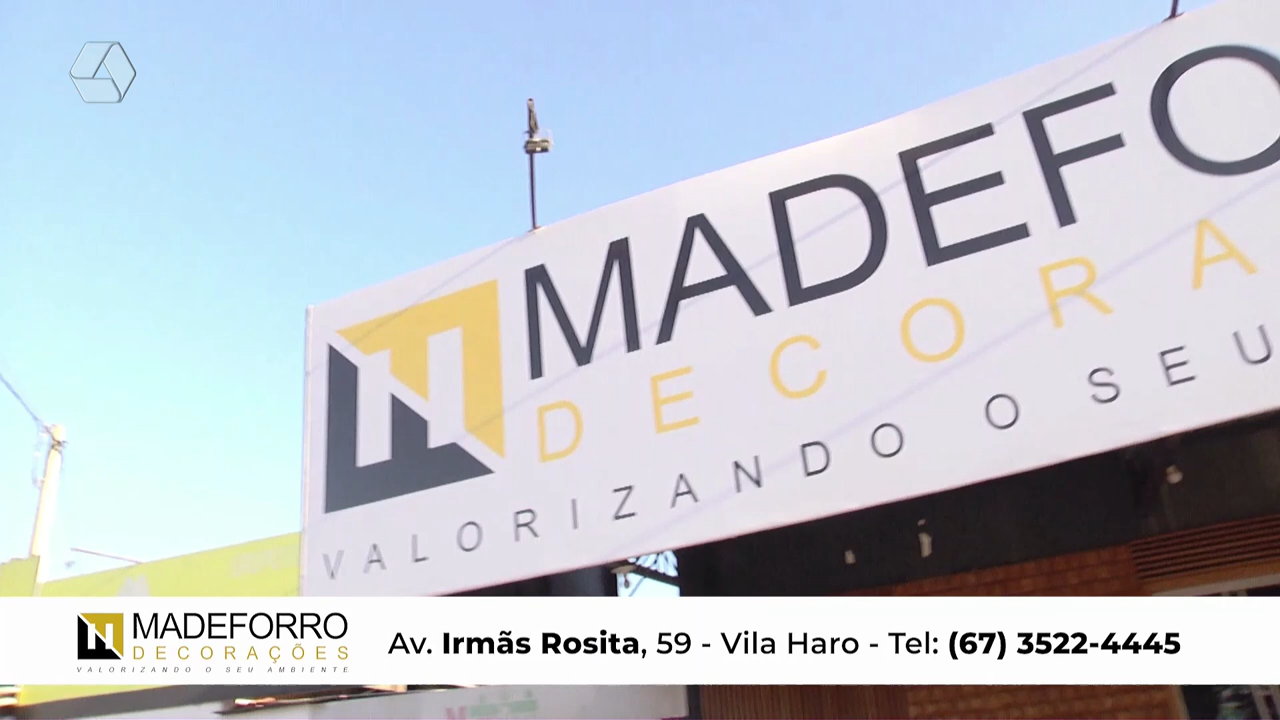 MADEFO
DECORA
VALORIZANDO O SEU
MADEFORRO
DECORAÇÕES
VALORIZANDO O SEU AMBIENTE
Av. Irmãs Rosita, 59 - Vila Haro - Tel: (67) 3522-4445